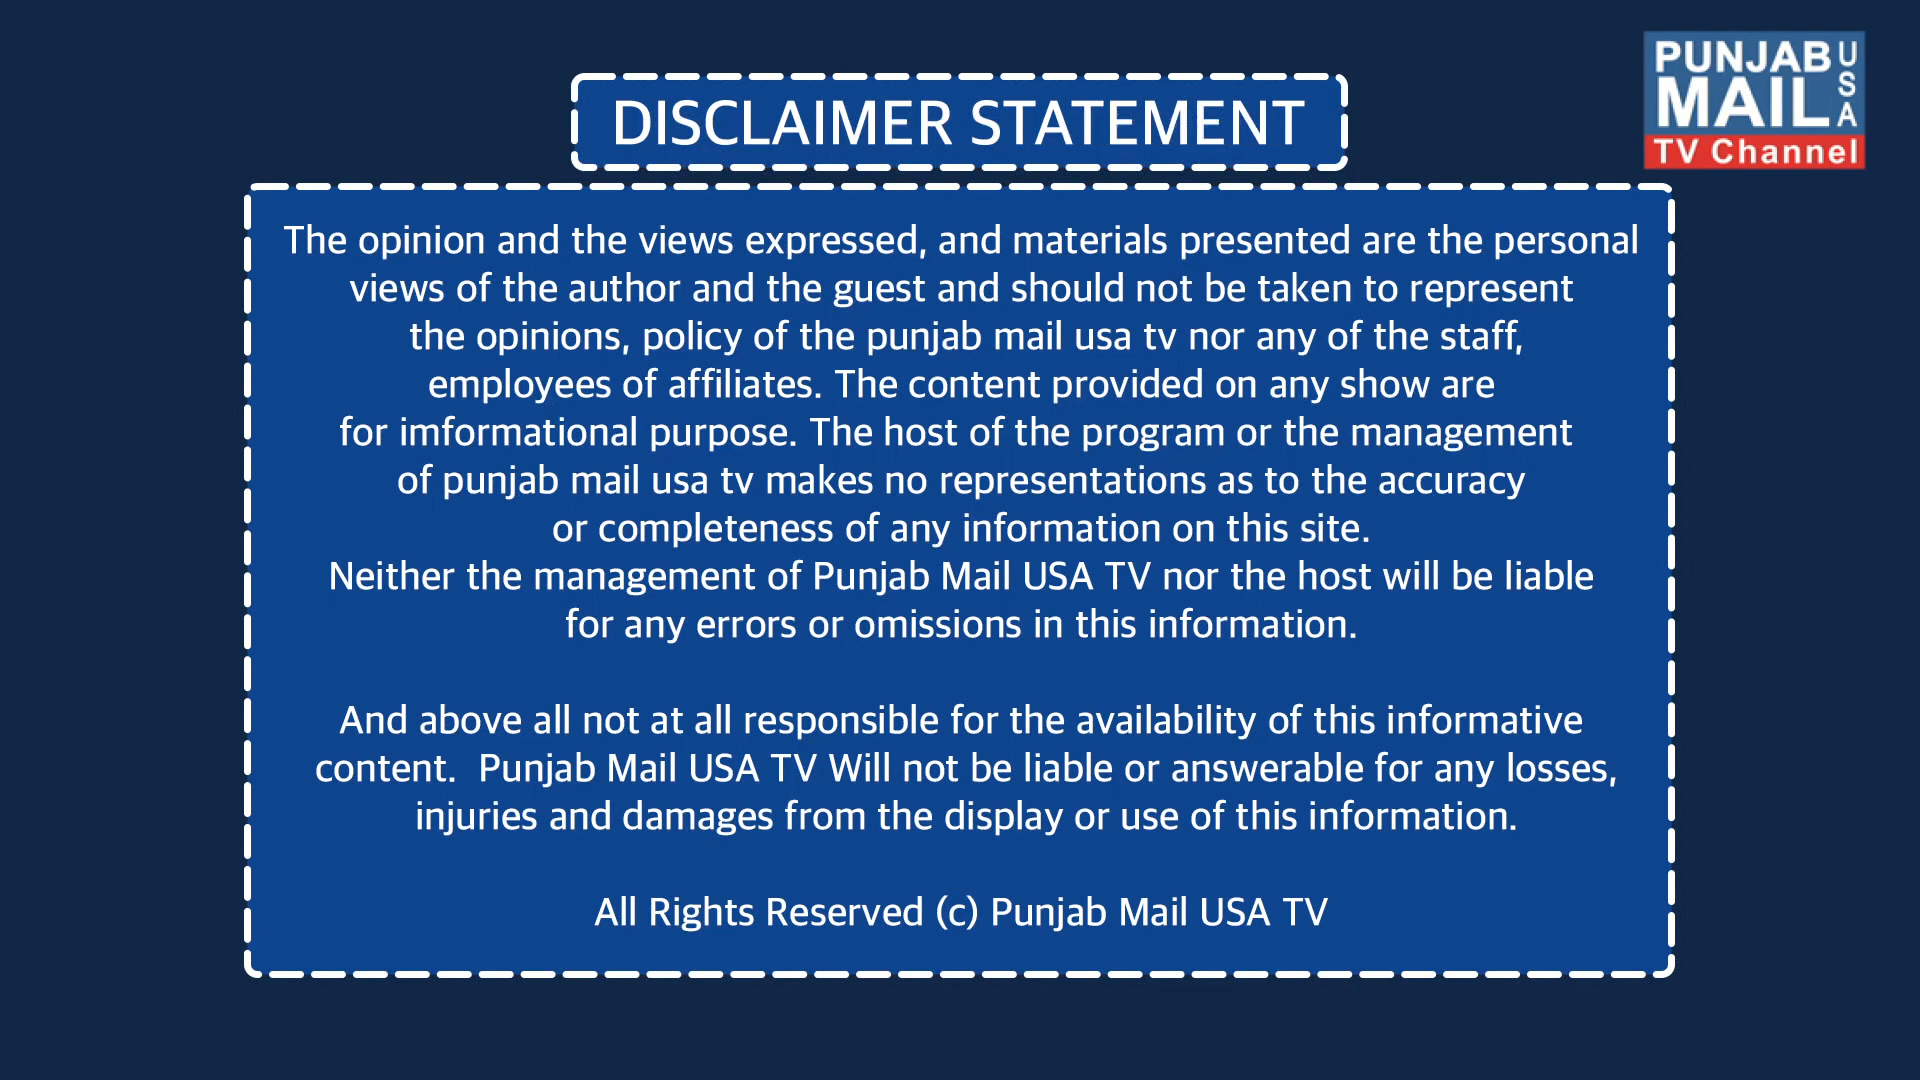 PUNJAB USA
MAIL
TV Channel
DISCLAIMER STATEMENT
The opinion and the views expressed, and materials presented are the personal
views of the author and the guest and should not be taken to represent
the opinions, policy of the punjab mail usa tv nor any of the staff,
employees of affiliates. The content provided on any show are
for imformational purpose. The host of the program or the management
of punjab mail usa tv makes no representations as to the accuracy
or completeness of any information on this site.
Neither the management of Punjab Mail USA TV nor the host will be liable
for any errors or omissions in this information.
And above all not at all responsible for the availability of this informative
content.  Punjab Mail USA TV Will not be liable or answerable for any losses,
injuries and damages from the display or use of this information.
All Rights Reserved (c) Punjab Mail USA TV